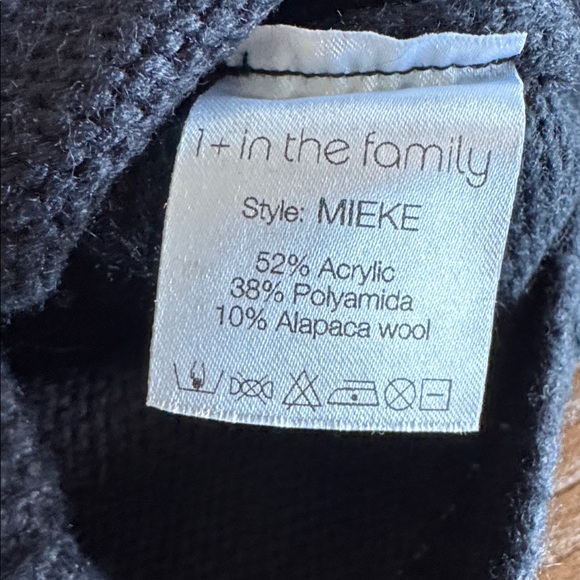 1+ in the family
Style: MIEKE
52% Acrylic
38% Polyamida
10% Alapaca wool